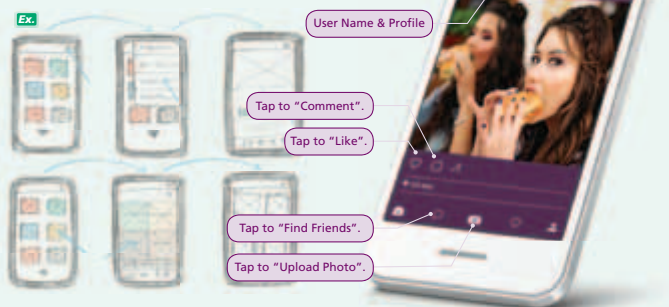 Ex.
User Name & Profile
Tap to “Comment”.
Tap to “Like”.
Tap to “Find Friends”.
Tap to “Upload Photo”.